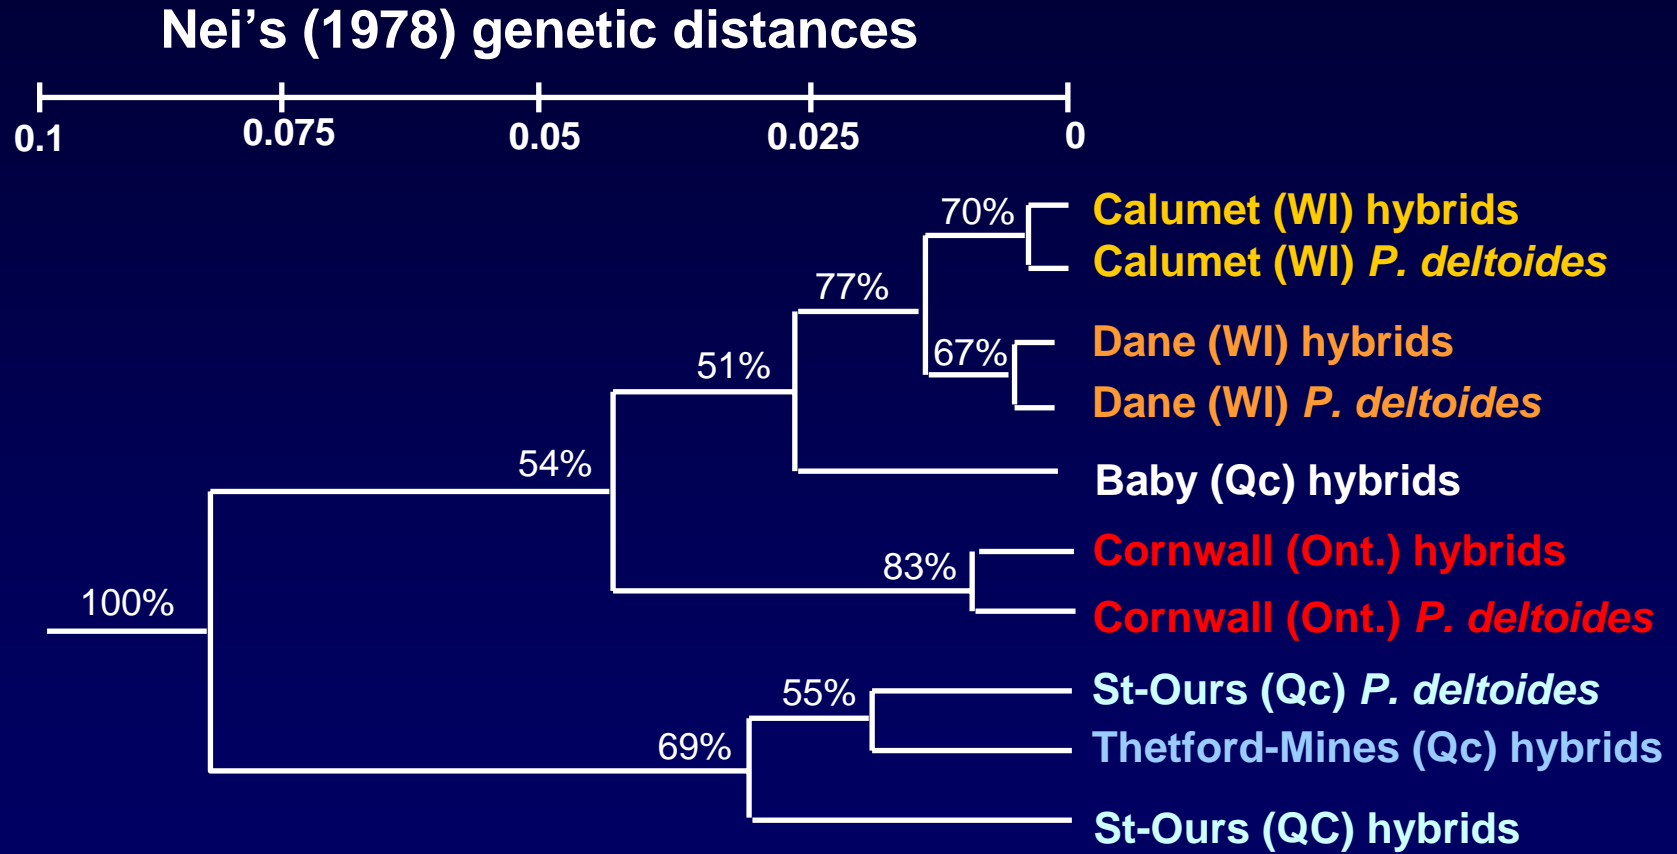 Nei’s (1978) genetic distances
0.1 0.075 0.05 0.025 0
70% Calumet (WI) hybrids
Calumet (WI) P. deltoides
77%
Dane (WI) hybrids
67%
51%
Dane (WI) P. deltoides
54%
Baby (Qc) hybrids
Cornwall (Ont.) hybrids
83%
100%
Cornwall (Ont.) P. deltoides
55% St-Ours (Qc) P. deltoides
69% Thetford-Mines (Qc) hybrids
St-Ours (QC) hybrids